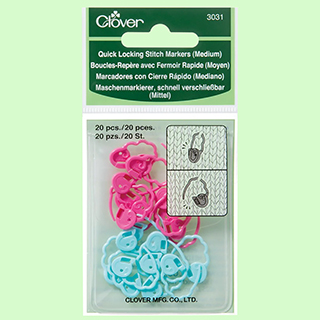 Clover
3031
Quick Locking Stitch Markers (Medium)
Boucles-Repère avec Fermoir Rapide (Moyen)
Marcadores con Cierre Rápido (Mediano)
Maschenmarkierer, schnell verschließbar
(Mittel)
20 pcs./20 pces.
20 pzs./20 St.
CLOVER MFG. CO., LTD.